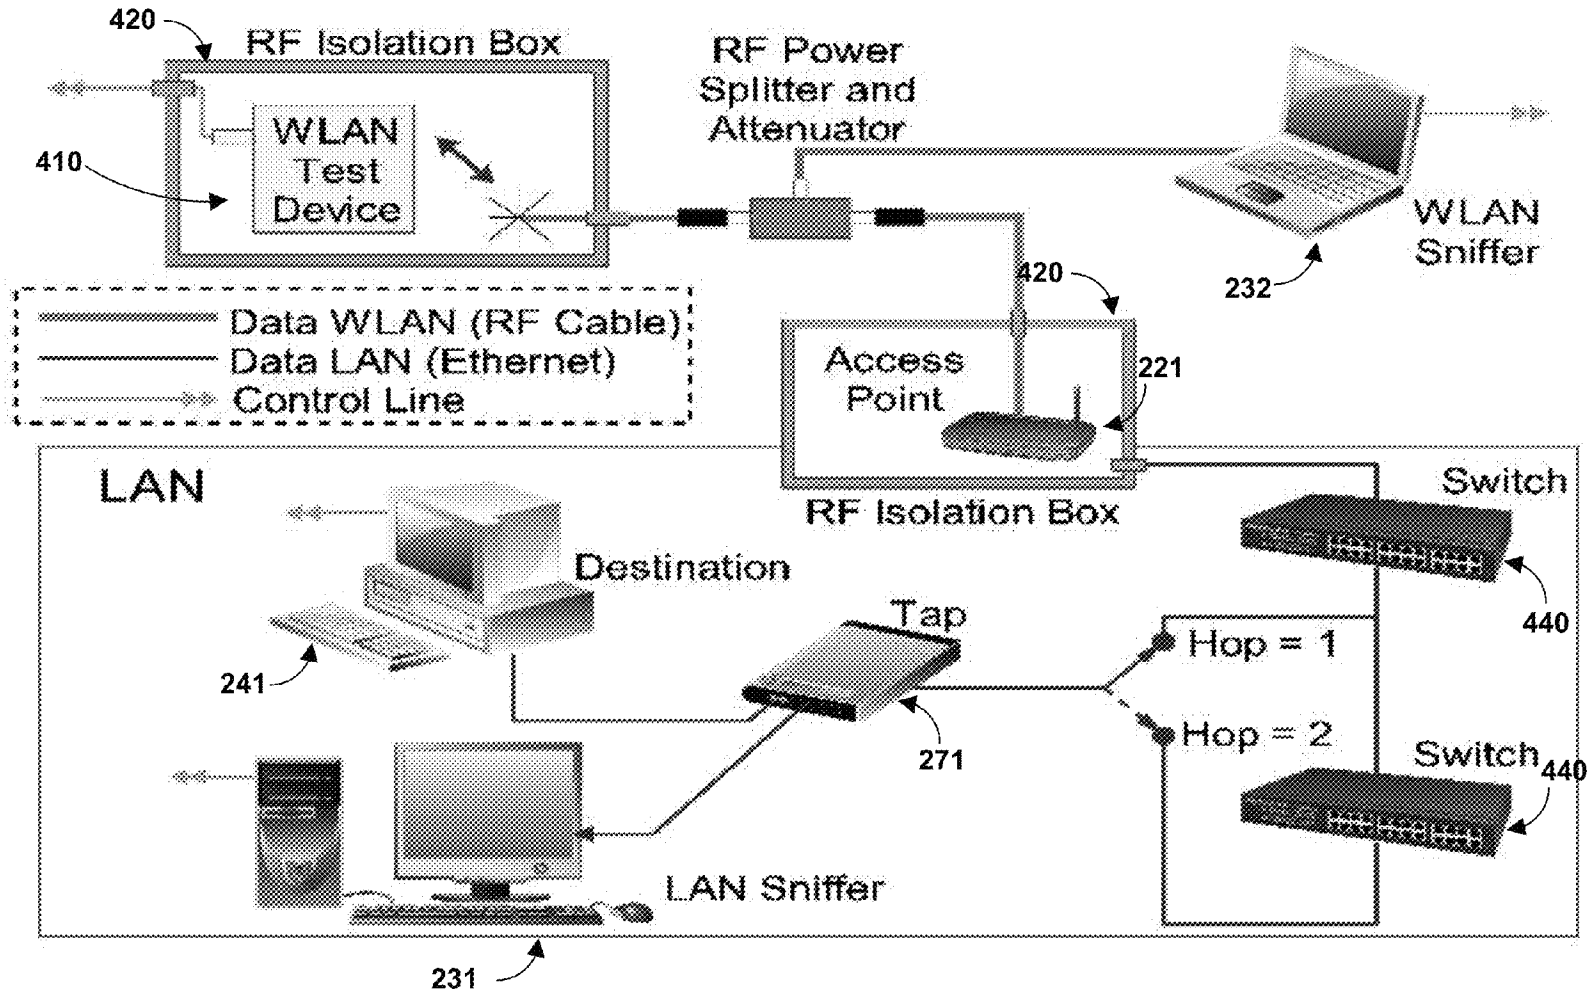 420
RF Isolation Box
RF Power
Splitter and
Attenuator
WLAN
Test
Device
410
WLAN
Sniffer
232
420
Data WLAN (RF Cable)
Data LAN (Ethernet)
Control Line
Access
Point
221
RF Isolation Box
LAN
Switch
440
Destination
241
Tap
271
Hop = 1
Hop = 2
Switch
440
LAN Sniffer
231